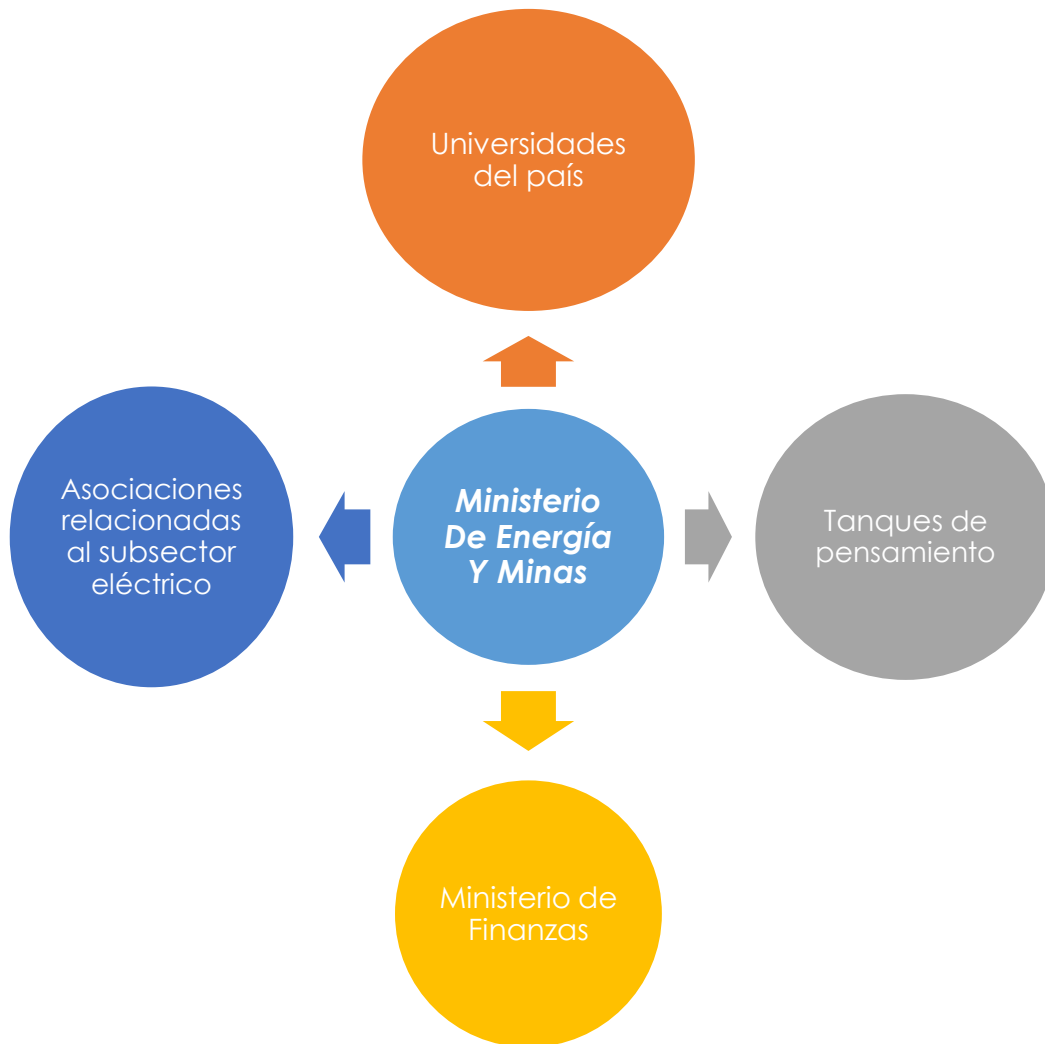 Universidades
del país
Asociaciones
relacionadas
al subsector
eléctrico
Ministerio
De Energía
Y Minas
Tanques de
pensamiento
Ministerio de
Finanzas